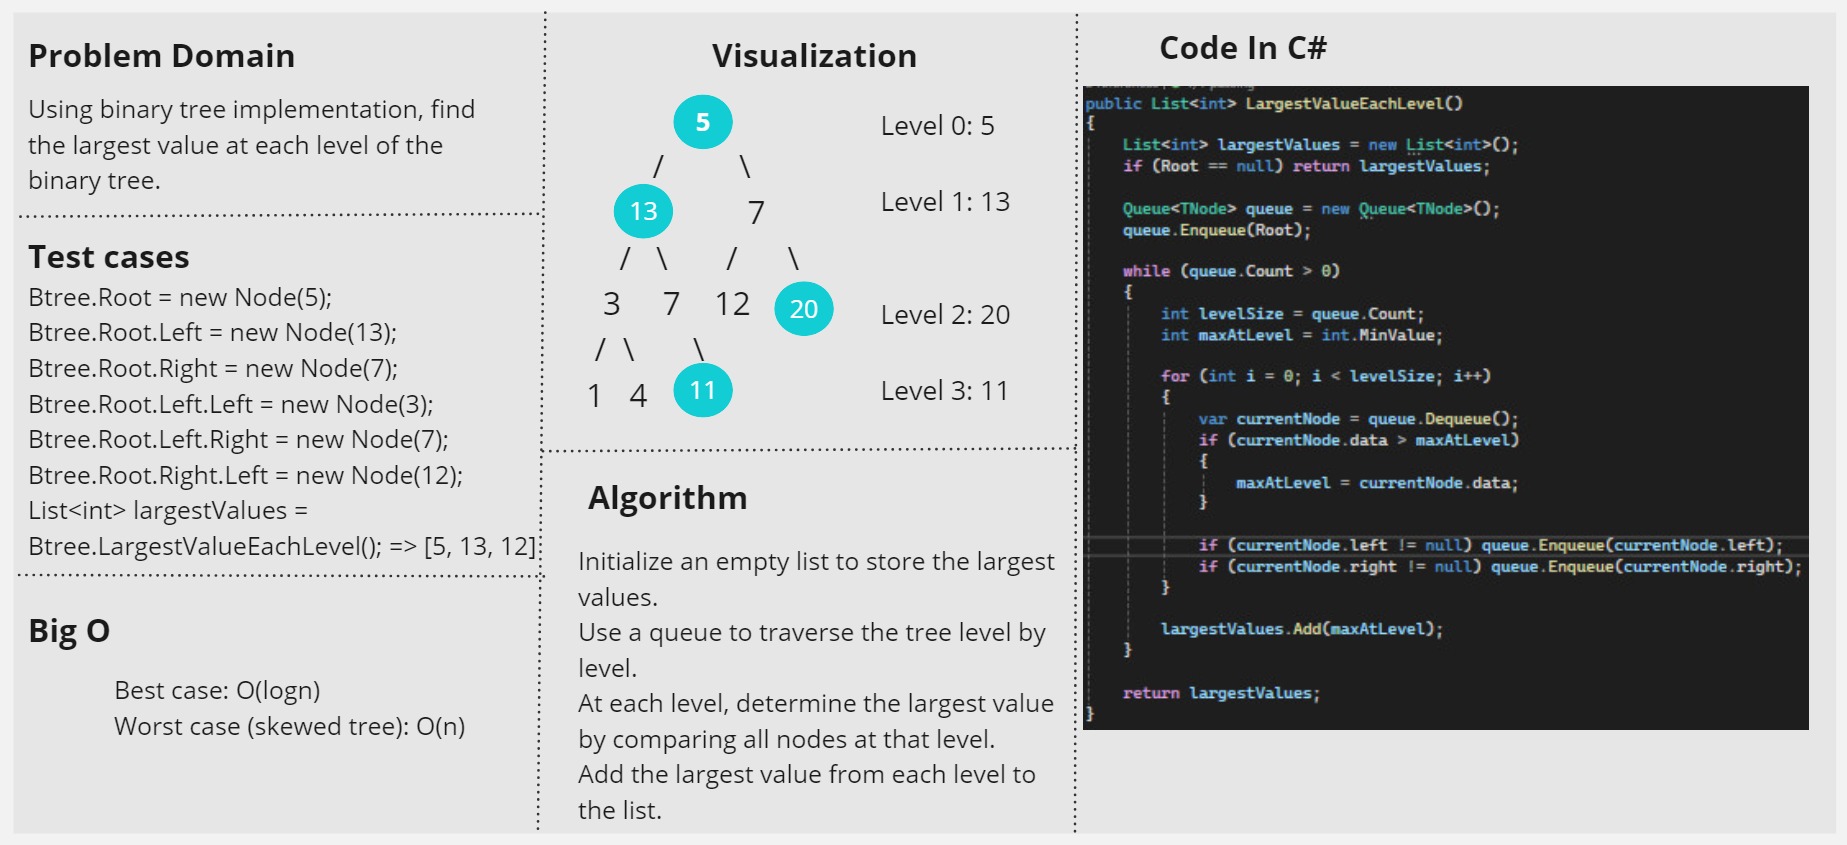 Problem Domain
Using binary tree implementation, find
the largest value at each level of the
binary tree.
Test cases
Btree.Root = new Node(5);
Btree.Root.Left = new Node(13);
Btree.Root.Right = new Node(7);
Btree.Root.Left.Left = new Node(3);
Btree.Root.Left.Right = new Node(7);
Btree.Root.Right.Left = new Node(12);
List<int> largestValues =
Btree.LargestValueEachLevel(); => [5, 13, 12]
Big O
Best case: O(logn)
Worst case (skewed tree): O(n)
Visualization
5 Level 0: 5
/ \
13 7 Level 1: 13
/ \ / \
3 7 12 20 Level 2: 20
/ \ \
1 4 11 Level 3: 11
Algorithm
Initialize an empty list to store the largest
values.
Use a queue to traverse the tree level by
level.
At each level, determine the largest value
by comparing all nodes at that level.
Add the largest value from each level to
the list.
Code In C#
public List<int> LargestValueEachLevel()
{
List<int> largestValues = new List<int>();
if (Root == null) return largestValues;
Queue<TNode> queue = new Queue<TNode>();
queue.Enqueue(Root);
while (queue.Count > 0)
{
int levelSize = queue.Count;
int maxAtLevel = int.MinValue;
for (int i = 0; i < levelSize; i++)
{
var currentNode = queue.Dequeue();
if (currentNode.data > maxAtLevel)
{
maxAtLevel = currentNode.data;
}
if (currentNode.left != null) queue.Enqueue(currentNode.left);
if (currentNode.right != null) queue.Enqueue(currentNode.right);
}
largestValues.Add(maxAtLevel);
}
return largestValues;
}